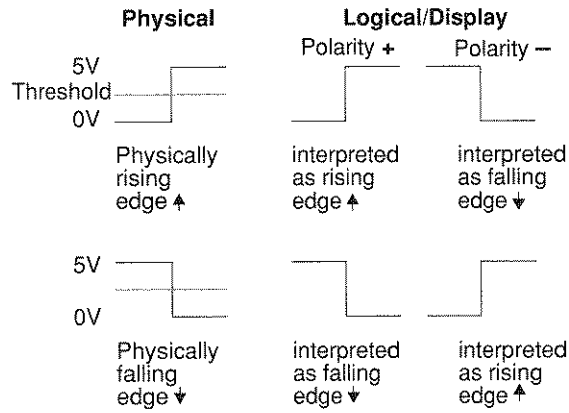 Physical Logical/Display
Polarity + Polarity –
5V
Threshold
0V
Physically
rising
edge ↑
interpreted
as rising
edge ↑
interpreted
as falling
edge ↓
5V
0V
Physically
falling
edge ↓
interpreted
as falling
edge ↓
interpreted
as rising
edge ↑